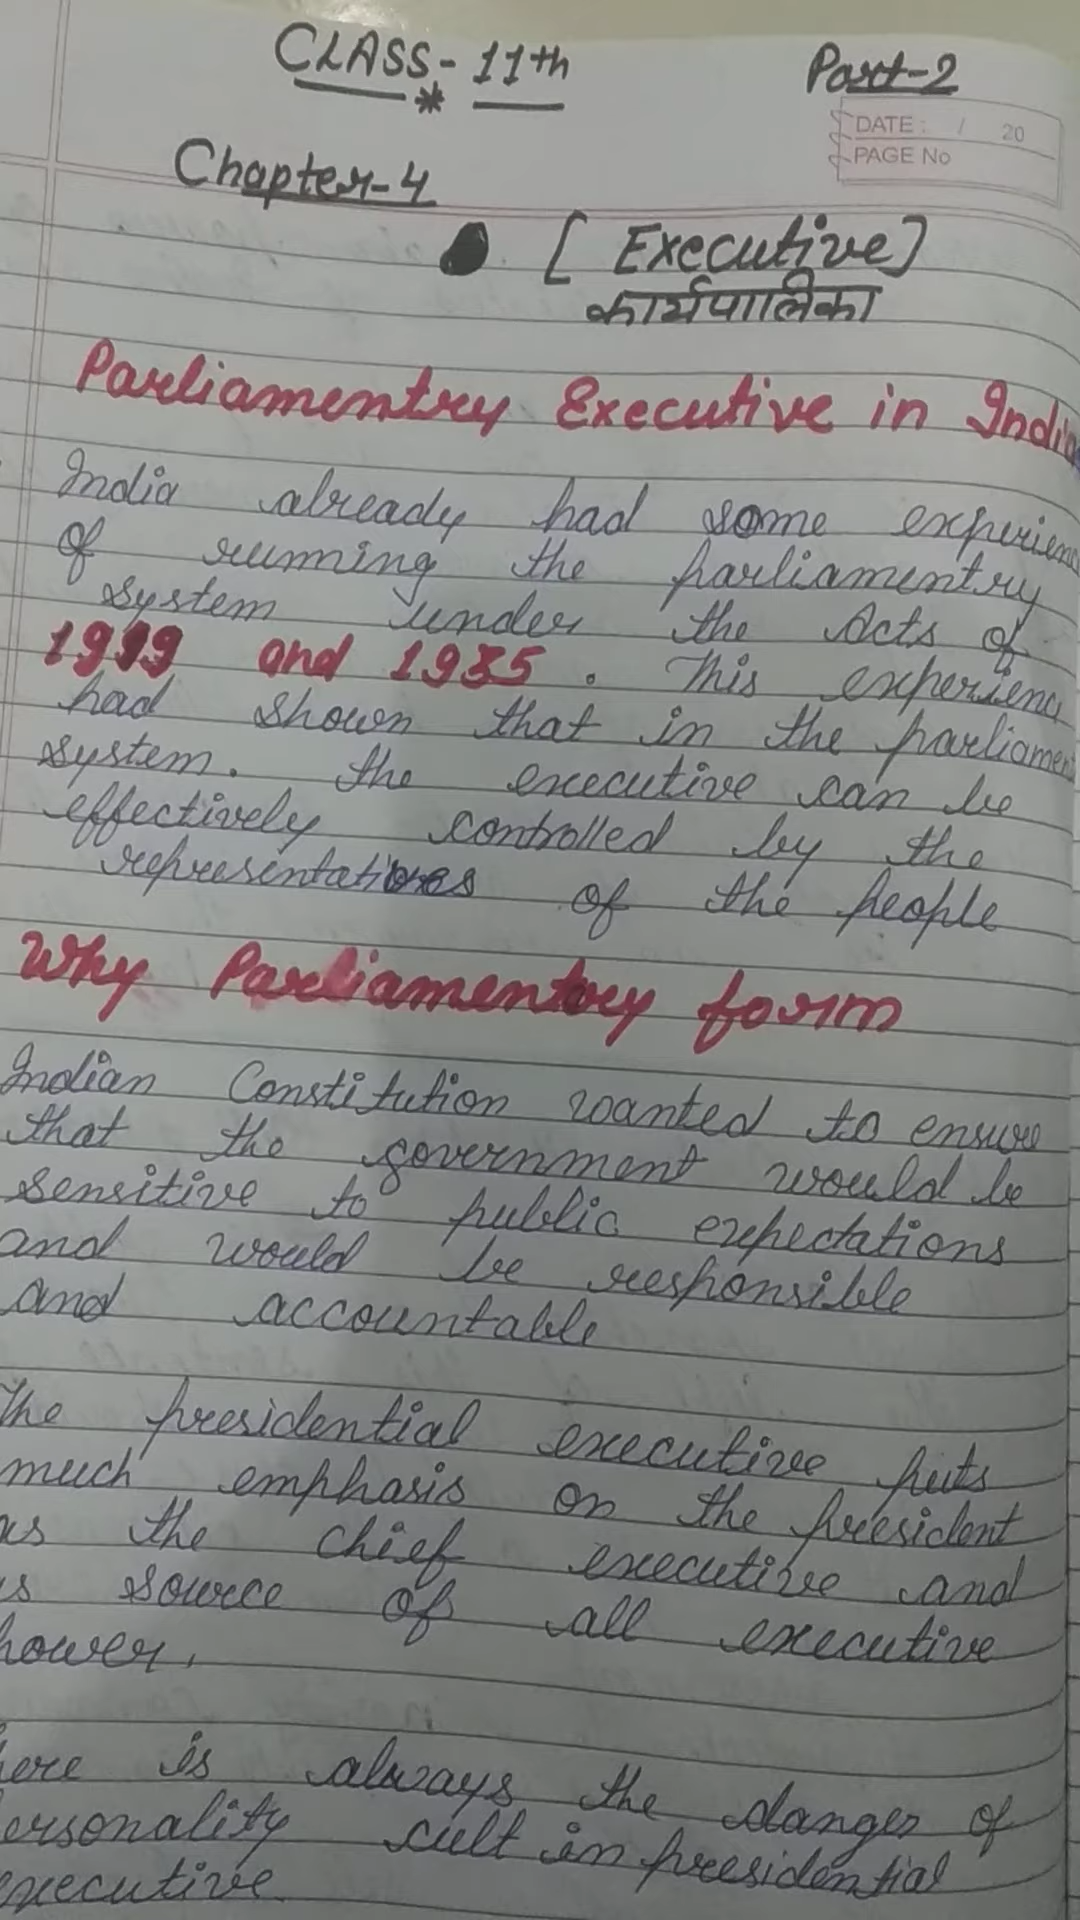 CLASS - 11th
Part-2
DATE: / 20
PAGE No
Chapter-4
[ Executive ]
कार्यपालिका
Parliamentry Executive in India
India already had some experienc
of running the parliamentry
system under the Acts of
1919 and 1935. This experienc
had shown that in the parliament
system. the executive can be
effectively controlled by the
representatives of the people
Why Parliamentory form
Indian Constitution wanted to ensure
that the government would be
sensitive to public expectations
and would be responsible
and accountable
The presidential executive puts
much emphasis on the president
as the chief executive and
as source of all executive
power.
here is always the danger of
personality cult in presidential
executive.